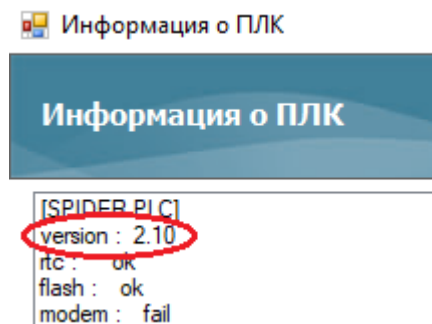 Информация о ПЛК
Информация о ПЛК
[SPIDER PLC]
version : 2.10
rtc : ok
flash : ok
modem : fail